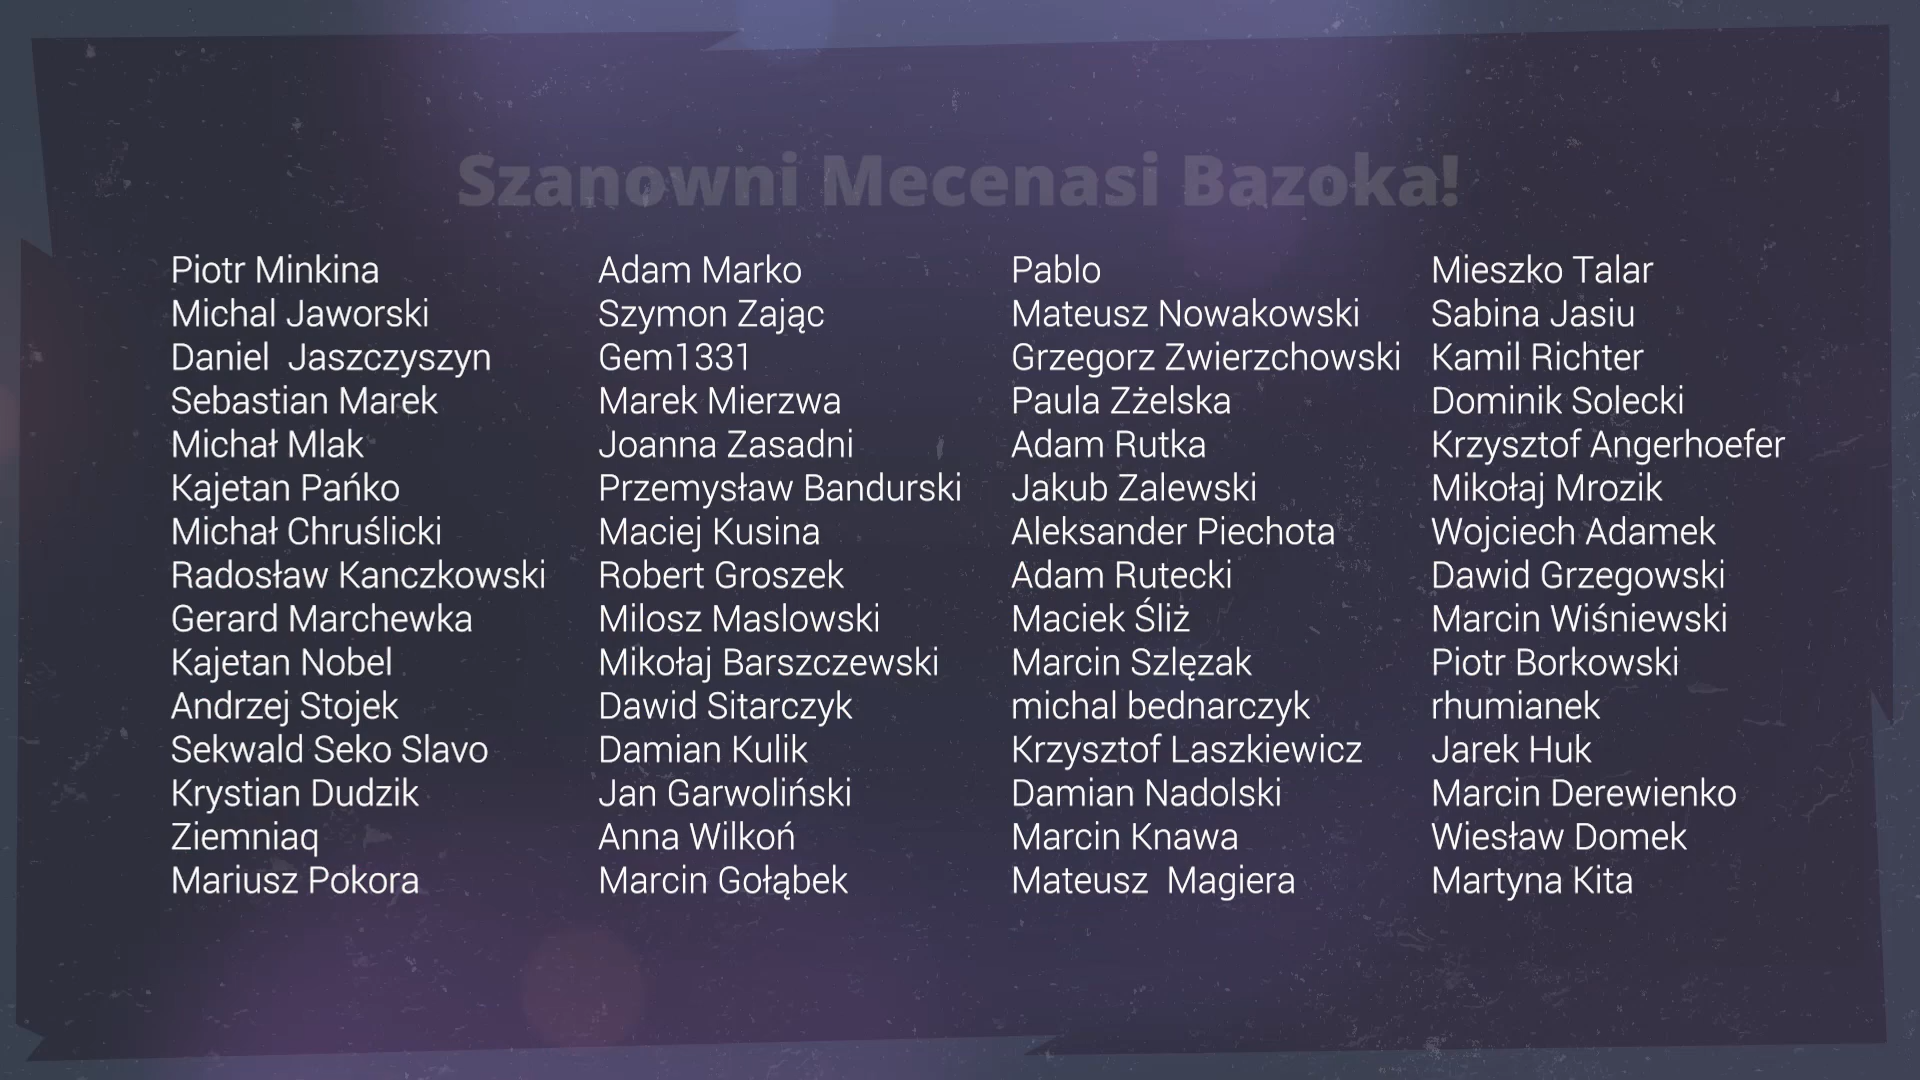 Szanowni Mecenasi Bazoka!
Piotr Minkina
Michal Jaworski
Daniel  Jaszczyszyn
Sebastian Marek
Michał Mlak
Kajetan Pańko
Michał Chruślicki
Radosław Kanczkowski
Gerard Marchewka
Kajetan Nobel
Andrzej Stojek
Sekwald Seko Slavo
Krystian Dudzik
Ziemniaq
Mariusz Pokora
Adam Marko
Szymon Zając
Gem1331
Marek Mierzwa
Joanna Zasadni
Przemysław Bandurski
Maciej Kusina
Robert Groszek
Milosz Maslowski
Mikołaj Barszczewski
Dawid Sitarczyk
Damian Kulik
Jan Garwoliński
Anna Wilkoń
Marcin Gołąbek
Pablo
Mateusz Nowakowski
Grzegorz Zwierzchowski
Paula Zżelska
Adam Rutka
Jakub Zalewski
Aleksander Piechota
Adam Rutecki
Maciek Śliż
Marcin Szlęzak
michal bednarczyk
Krzysztof Laszkiewicz
Damian Nadolski
Marcin Knawa
Mateusz  Magiera
Mieszko Talar
Sabina Jasiu
Kamil Richter
Dominik Solecki
Krzysztof Angerhoefer
Mikołaj Mrozik
Wojciech Adamek
Dawid Grzegowski
Marcin Wiśniewski
Piotr Borkowski
rhumianek
Jarek Huk
Marcin Derewienko
Wiesław Domek
Martyna Kita